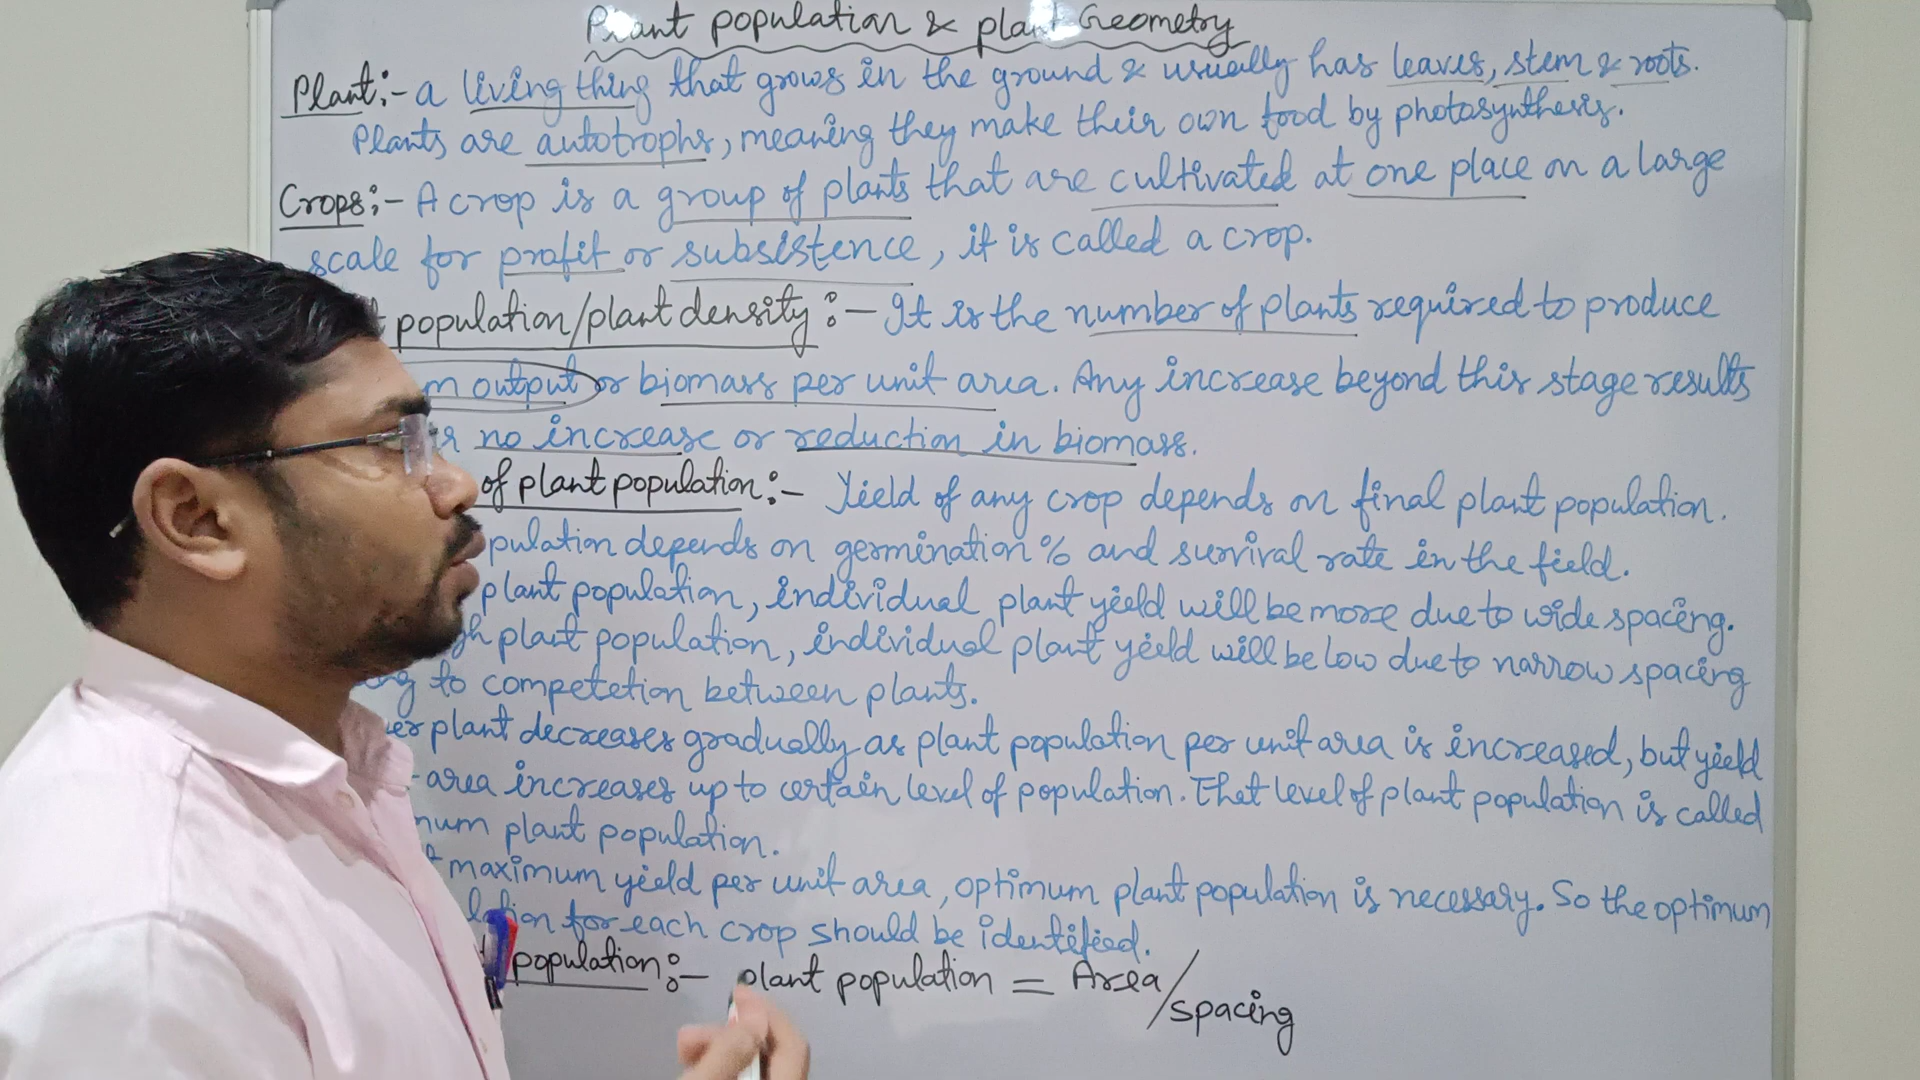 Plant population & plant Geometry
Plant:- a living thing that grows in the ground & usually has leaves, stem & roots.
Plants are autotrophs, meaning they make their own food by photosynthesis.
Crops:- A crop is a group of plants that are cultivated at one place on a large
scale for profit or subsistence, it is called a crop.
population/plant density:- It is the number of plants required to produce
output or biomass per unit area. Any increase beyond this stage results
no increase or reduction in biomass.
of plant population:- Yield of any crop depends on final plant population.
depends on germination % and survival rate in the field.
plant population, individual plant yield will be more due to wide spacing.
plant population, individual plant yield will be low due to narrow spacing
to competetion between plants.
plant decreases gradually as plant population per unit area is increased, but yield
area increases up to certain level of population. That level of plant population is called
plant population.
maximum yield per unit area, optimum plant population is necessary. So the optimum
for each crop should be identified.
population:- plant population = Area/spacing